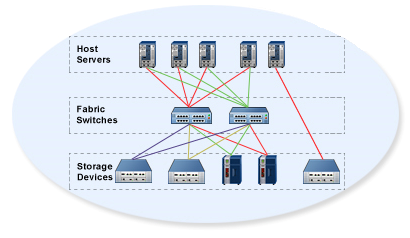 Host
Servers
Fabric
Switches
Storage
Devices